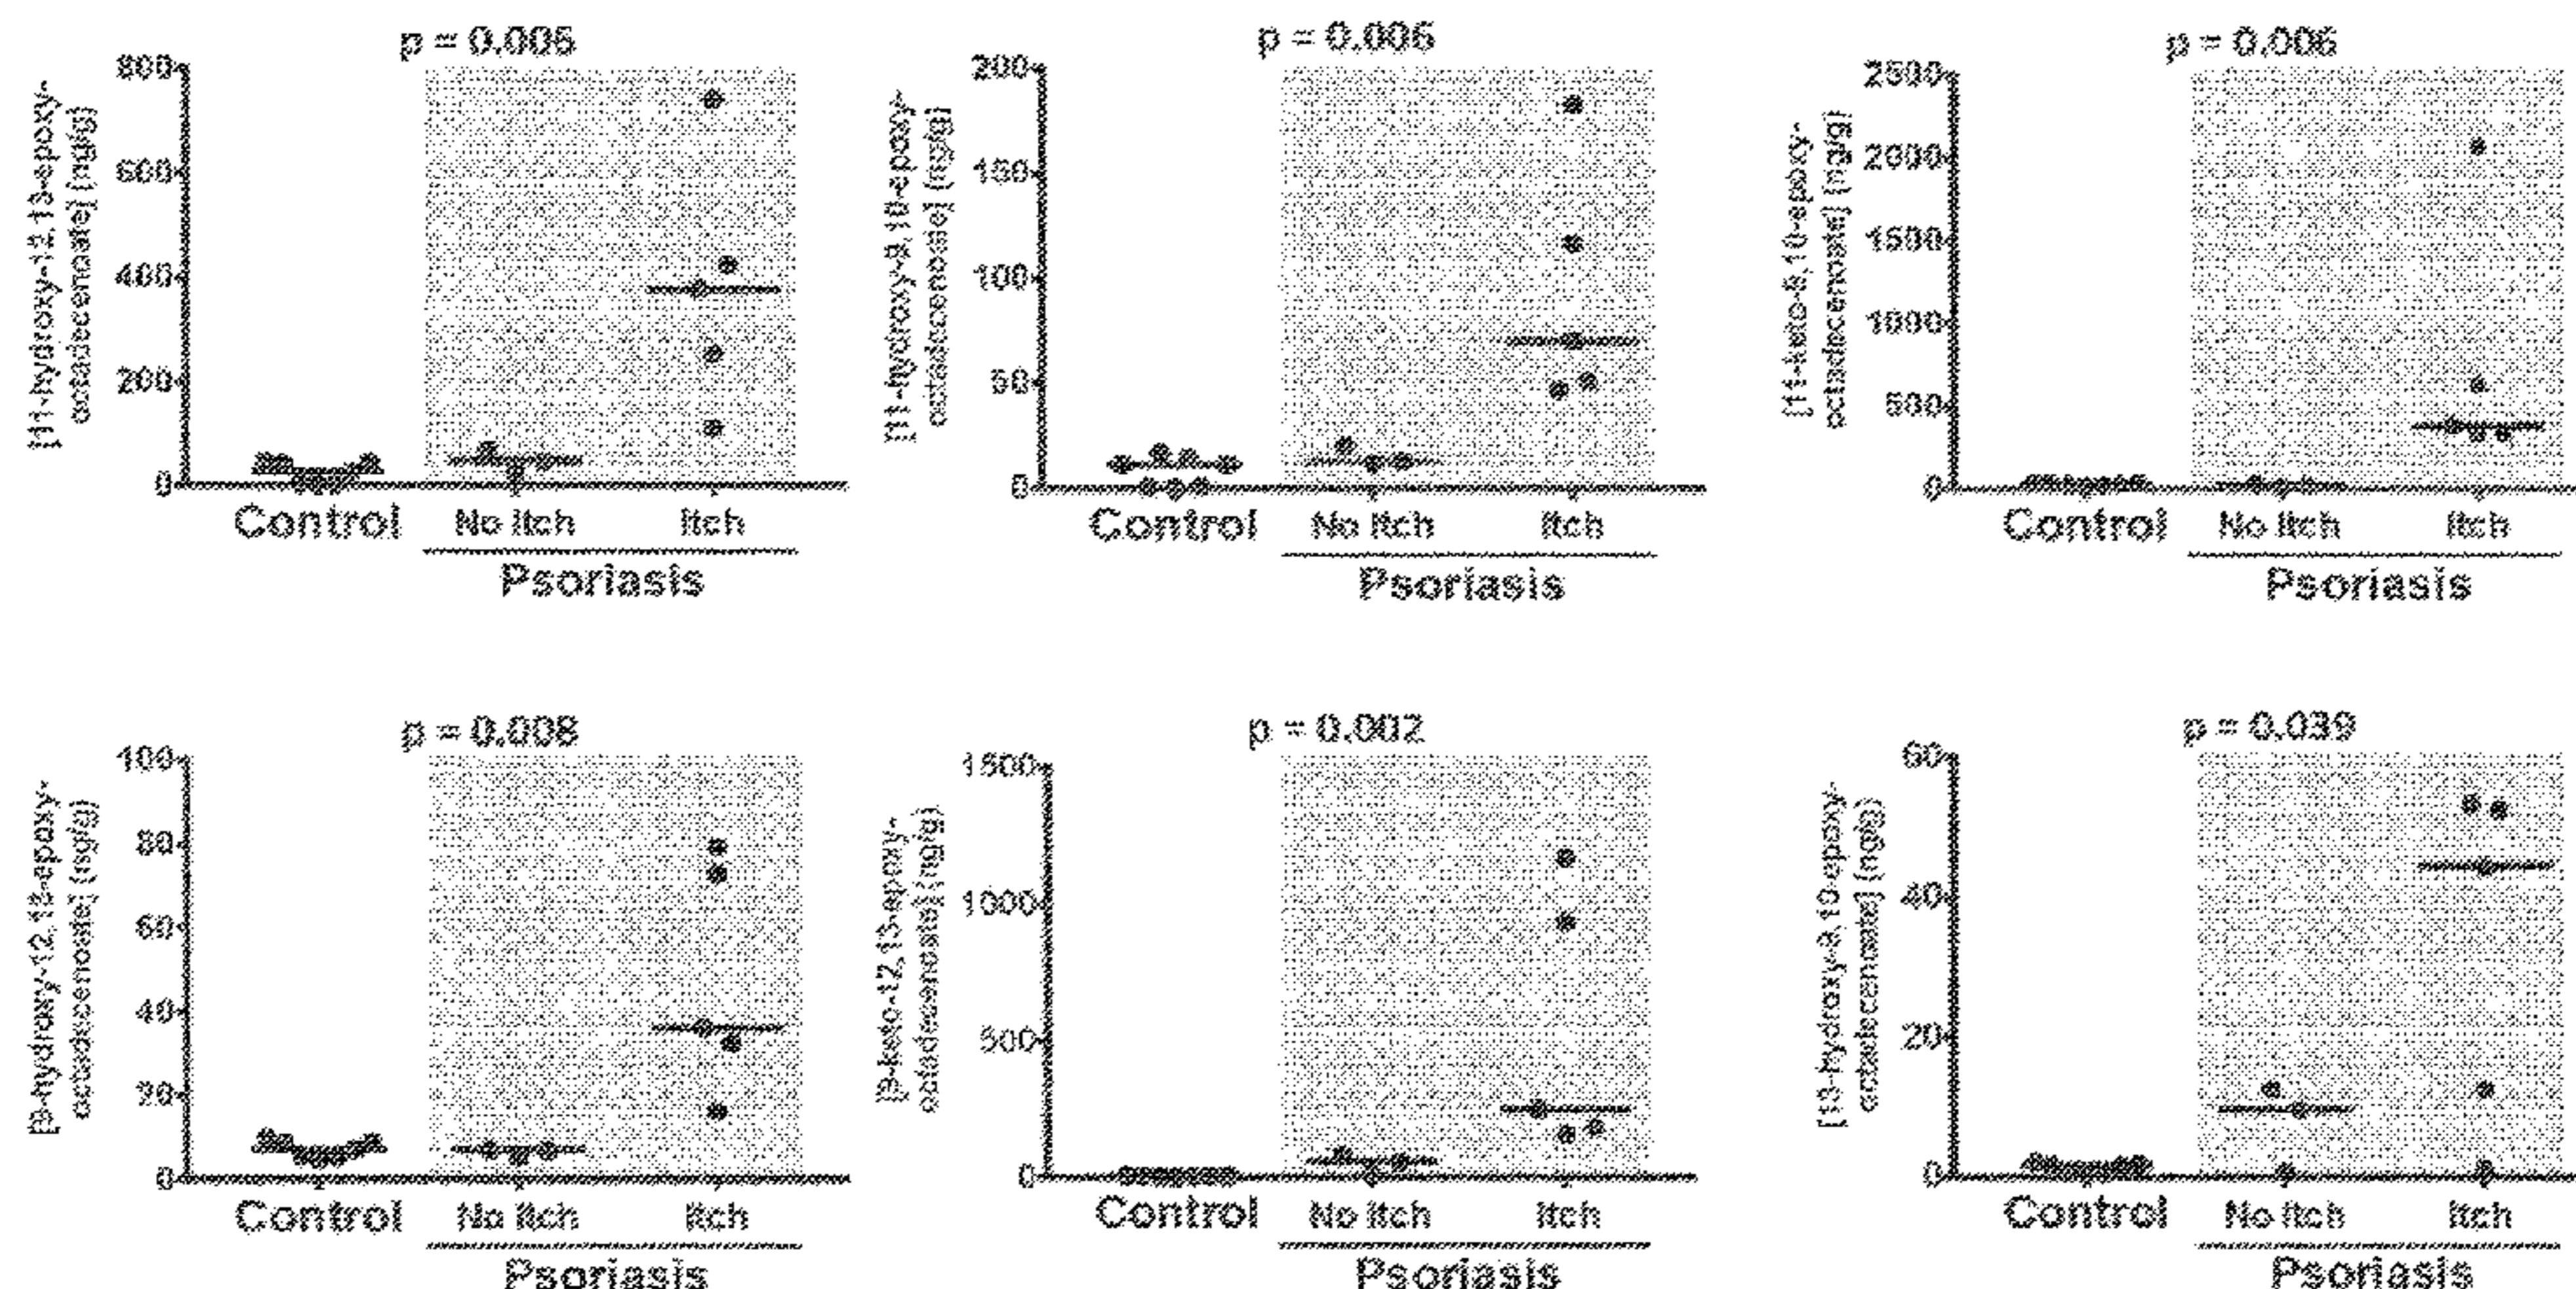 p = 0.005
[11-hydroxy-12,13-epoxy-
octadecenoate] (ng/g)
800
600
400
200
0
Control
No Itch
Itch
Psoriasis
p = 0.006
[11-hydroxy-9,10-epoxy-
octadecenoate] (ng/g)
200
150
100
50
0
Control
No Itch
Itch
Psoriasis
p = 0.006
[11-keto-9,10-epoxy-
octadecenoate] (ng/g)
2500
2000
1500
1000
500
0
Control
No Itch
Itch
Psoriasis
p = 0.008
[9-hydroxy-12,13-epoxy-
octadecenoate] (ng/g)
100
80
60
40
20
0
Control
No Itch
Itch
Psoriasis
p = 0.002
[9-keto-12,13-epoxy-
octadecenoate] (ng/g)
1500
1000
500
0
Control
No Itch
Itch
Psoriasis
p = 0.039
[13-hydroxy-9,10-epoxy-
octadecenoate] (ng/g)
60
40
20
0
Control
No Itch
Itch
Psoriasis